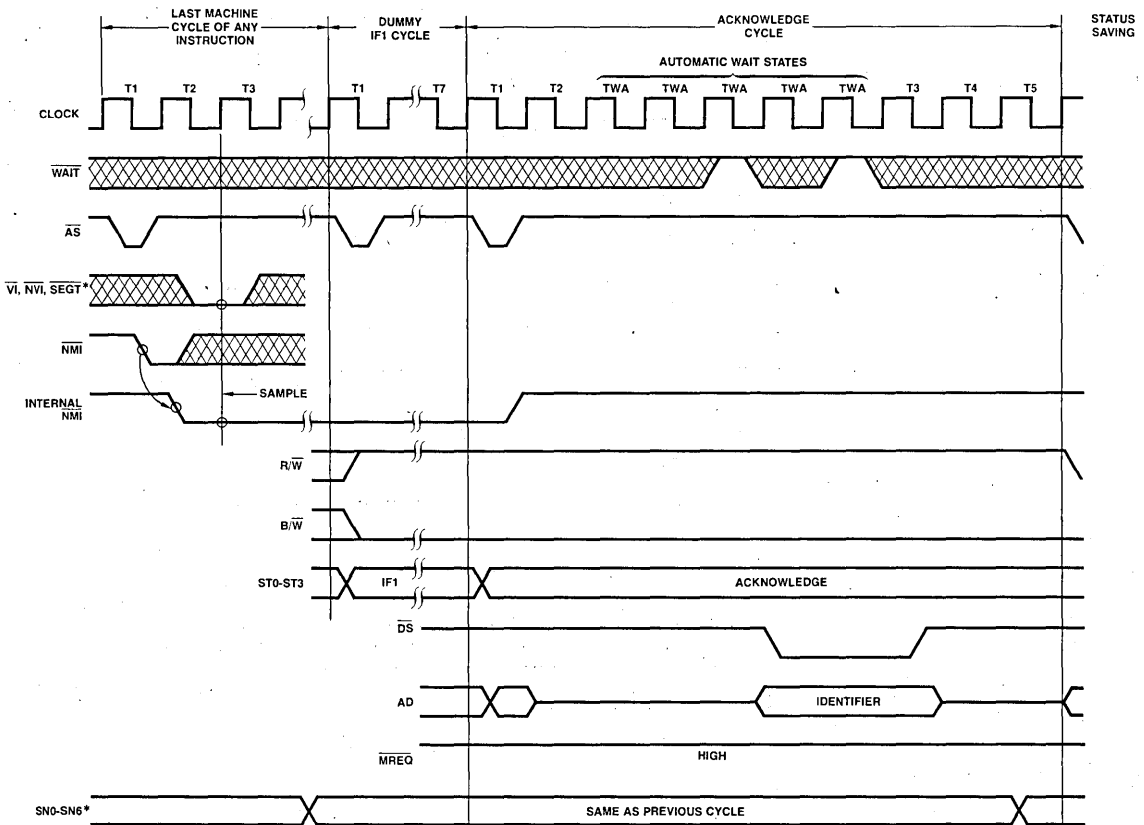 LAST MACHINE
CYCLE OF ANY
INSTRUCTION
DUMMY
IF1 CYCLE
ACKNOWLEDGE
CYCLE
STATUS
SAVING
AUTOMATIC WAIT STATES
T1 T2 T3 T1 T7 T1 T2 TWA TWA TWA TWA TWA T3 T4 T5
CLOCK
WAIT
AS
VI, NVI, SEGT*
NMI
SAMPLE
INTERNAL
NMI
R/W
B/W
ST0-ST3 IF1 ACKNOWLEDGE
DS
AD IDENTIFIER
MREQ HIGH
SN0-SN6* SAME AS PREVIOUS CYCLE